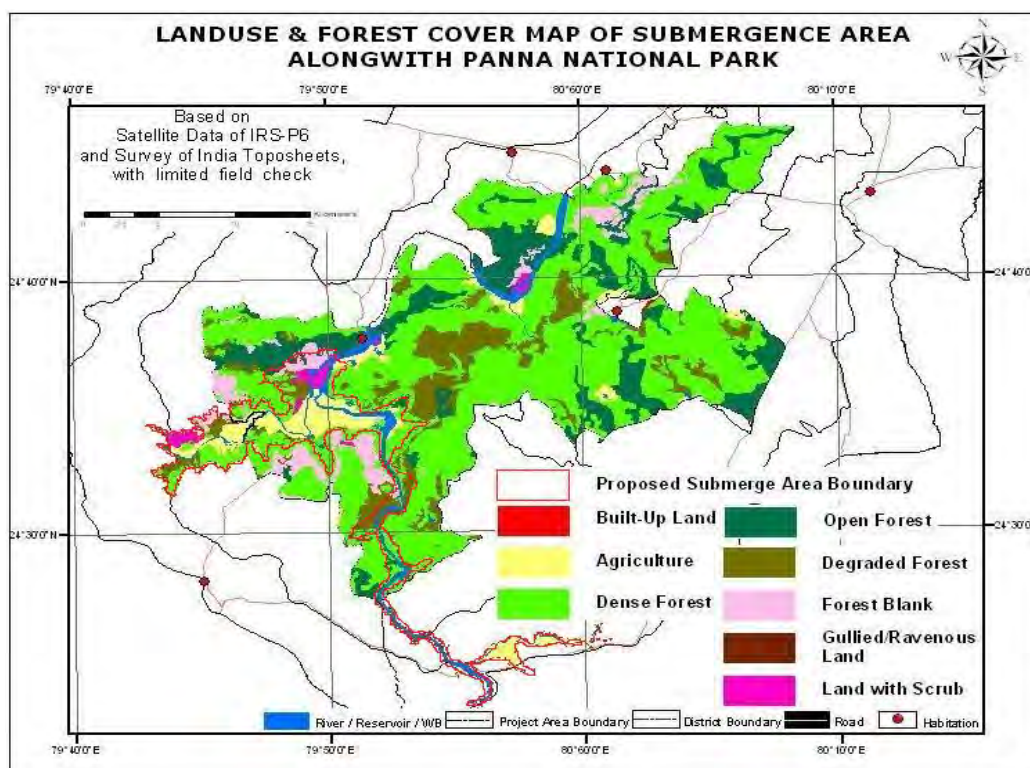 LANDUSE & FOREST COVER MAP OF SUBMERGENCE AREA
ALONGWITH PANNA NATIONAL PARK
N
W E
S
79°40'0"E 79°50'0"E 80°00'0"E 80°10'0"E
Based on
Satellite Data of IRS-P6
and Survey of India Toposheets,
with limited field check
24°40'0"N 24°40'0"
24°30'0"N 24°30'0"
Proposed Submerge Area Boundary
Built-Up Land Open Forest
Agriculture Degraded Forest
Dense Forest Forest Blank
Gullied/Ravenous
Land
Land with Scrub
River / Reservoir / WB Project Area Boundary District Boundary Road Habitation
79°40'0"E 79°50'0"E 80°00'0"E 80°10'0"E